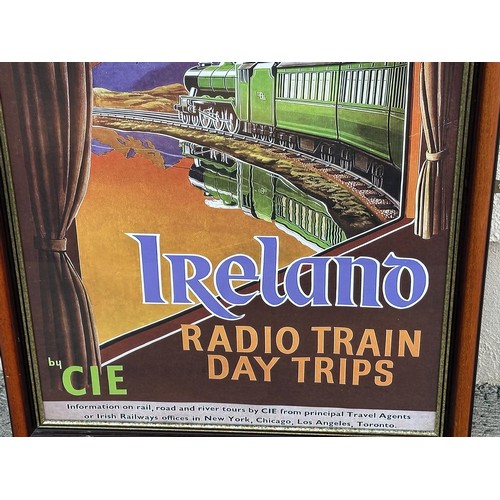 Ireland
RADIO TRAIN
DAY TRIPS
by
CIE
Information on rail, road and river tours by CIE from principal Travel Agents
or Irish Railways offices in New York, Chicago, Los Angeles, Toronto.